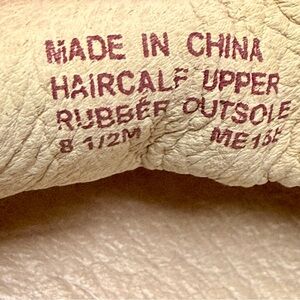 MADE IN CHINA
HAIRCALF UPPER
RUBBER OUTSOLE
8 1/2M